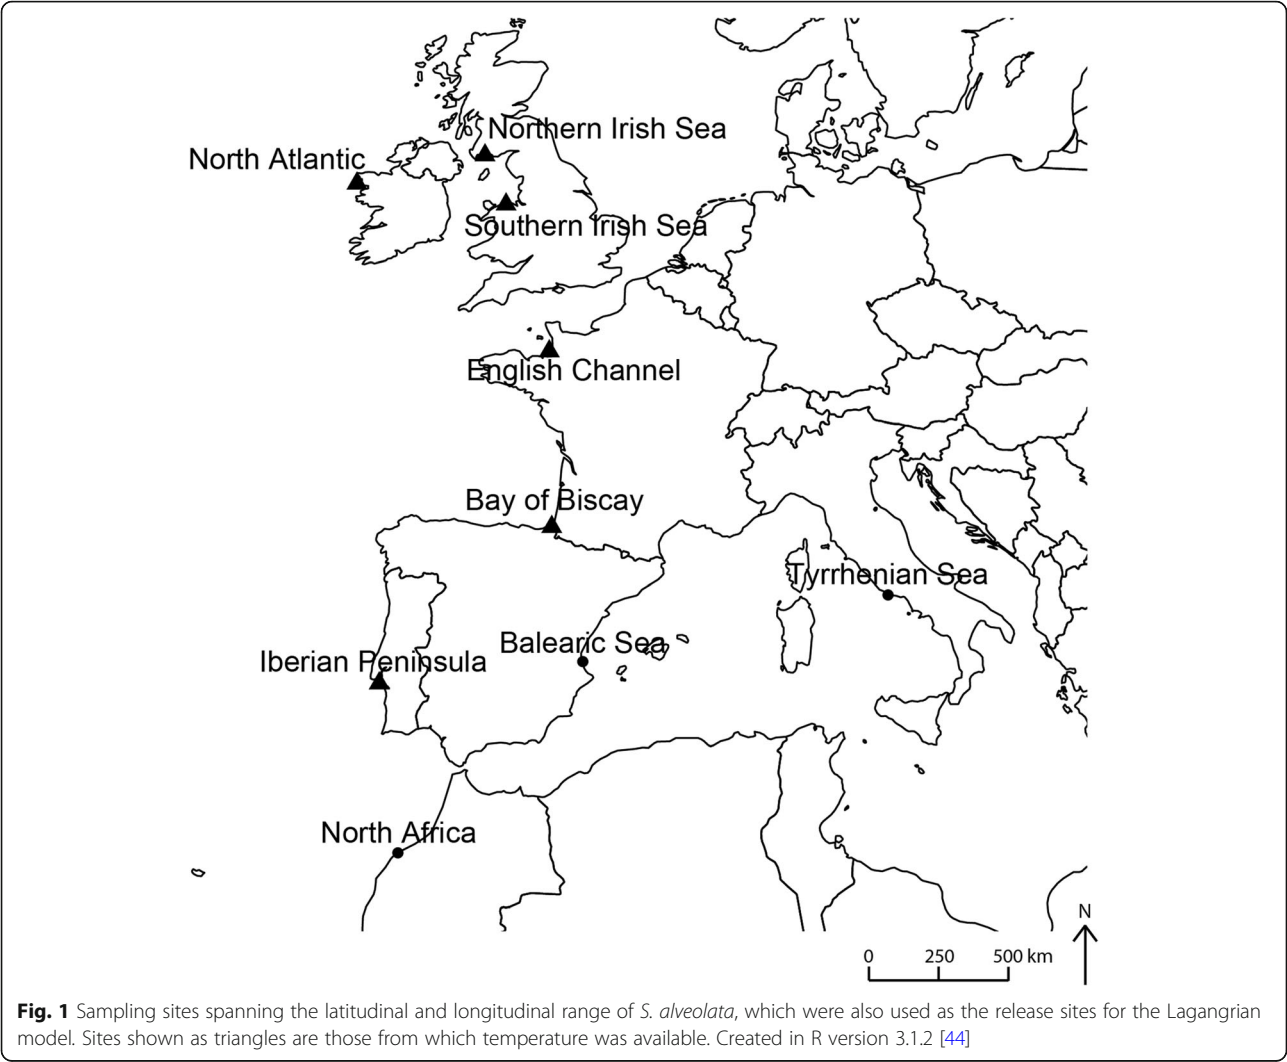 Northern Irish Sea
North Atlantic
Southern Irish Sea
English Channel
Bay of Biscay
Tyrrhenian Sea
Balearic Sea
Iberian Peninsula
North Africa
N
0 250 500 km
Fig. 1 Sampling sites spanning the latitudinal and longitudinal range of S. alveolata, which were also used as the release sites for the Lagangrian
model. Sites shown as triangles are those from which temperature was available. Created in R version 3.1.2 [44]